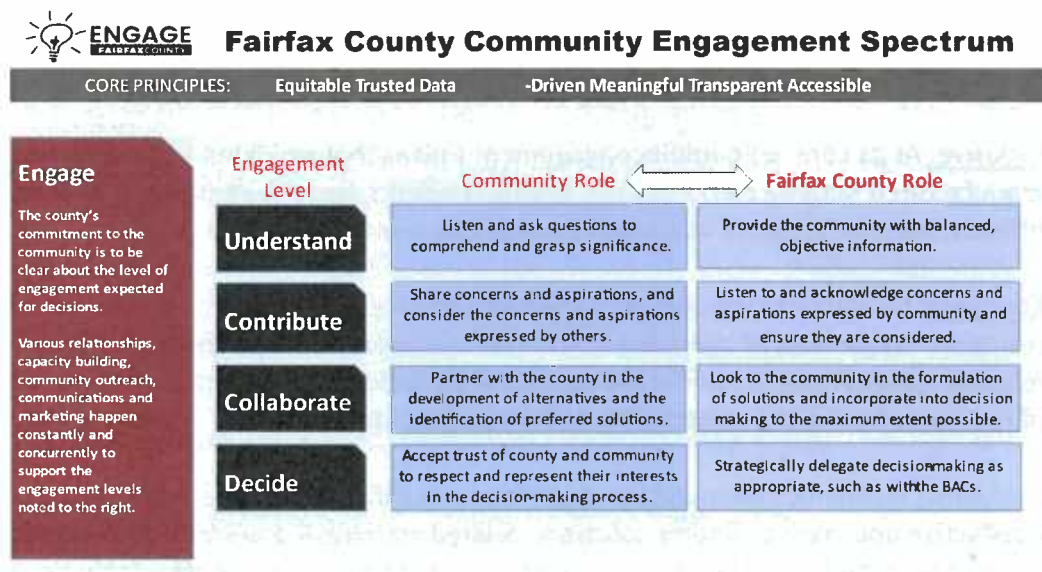 ENGAGE
FAIRFAX COUNTY
Fairfax County Community Engagement Spectrum
CORE PRINCIPLES: Equitable Trusted Data -Driven Meaningful Transparent Accessible
Engage
The county's
commitment to the
community is to be
clear about the level of
engagement expected
for decisions.
Various relationships,
capacity building,
community outreach,
communications and
marketing happen
constantly and
concurrently to
support the
engagement levels
noted to the right.
Engagement
Level
Community Role
Fairfax County Role
Understand
Listen and ask questions to
comprehend and grasp significance.
Provide the community with balanced,
objective information.
Contribute
Share concerns and aspirations, and
consider the concerns and aspirations
expressed by others.
Listen to and acknowledge concerns and
aspirations expressed by community and
ensure they are considered.
Collaborate
Partner with the county in the
development of alternatives and the
identification of preferred solutions.
Look to the community in the formulation
of solutions and incorporate into decision
making to the maximum extent possible.
Decide
Accept trust of county and community
to respect and represent their interests
in the decision-making process.
Strategically delegate decision-making as
appropriate, such as with the BACs.